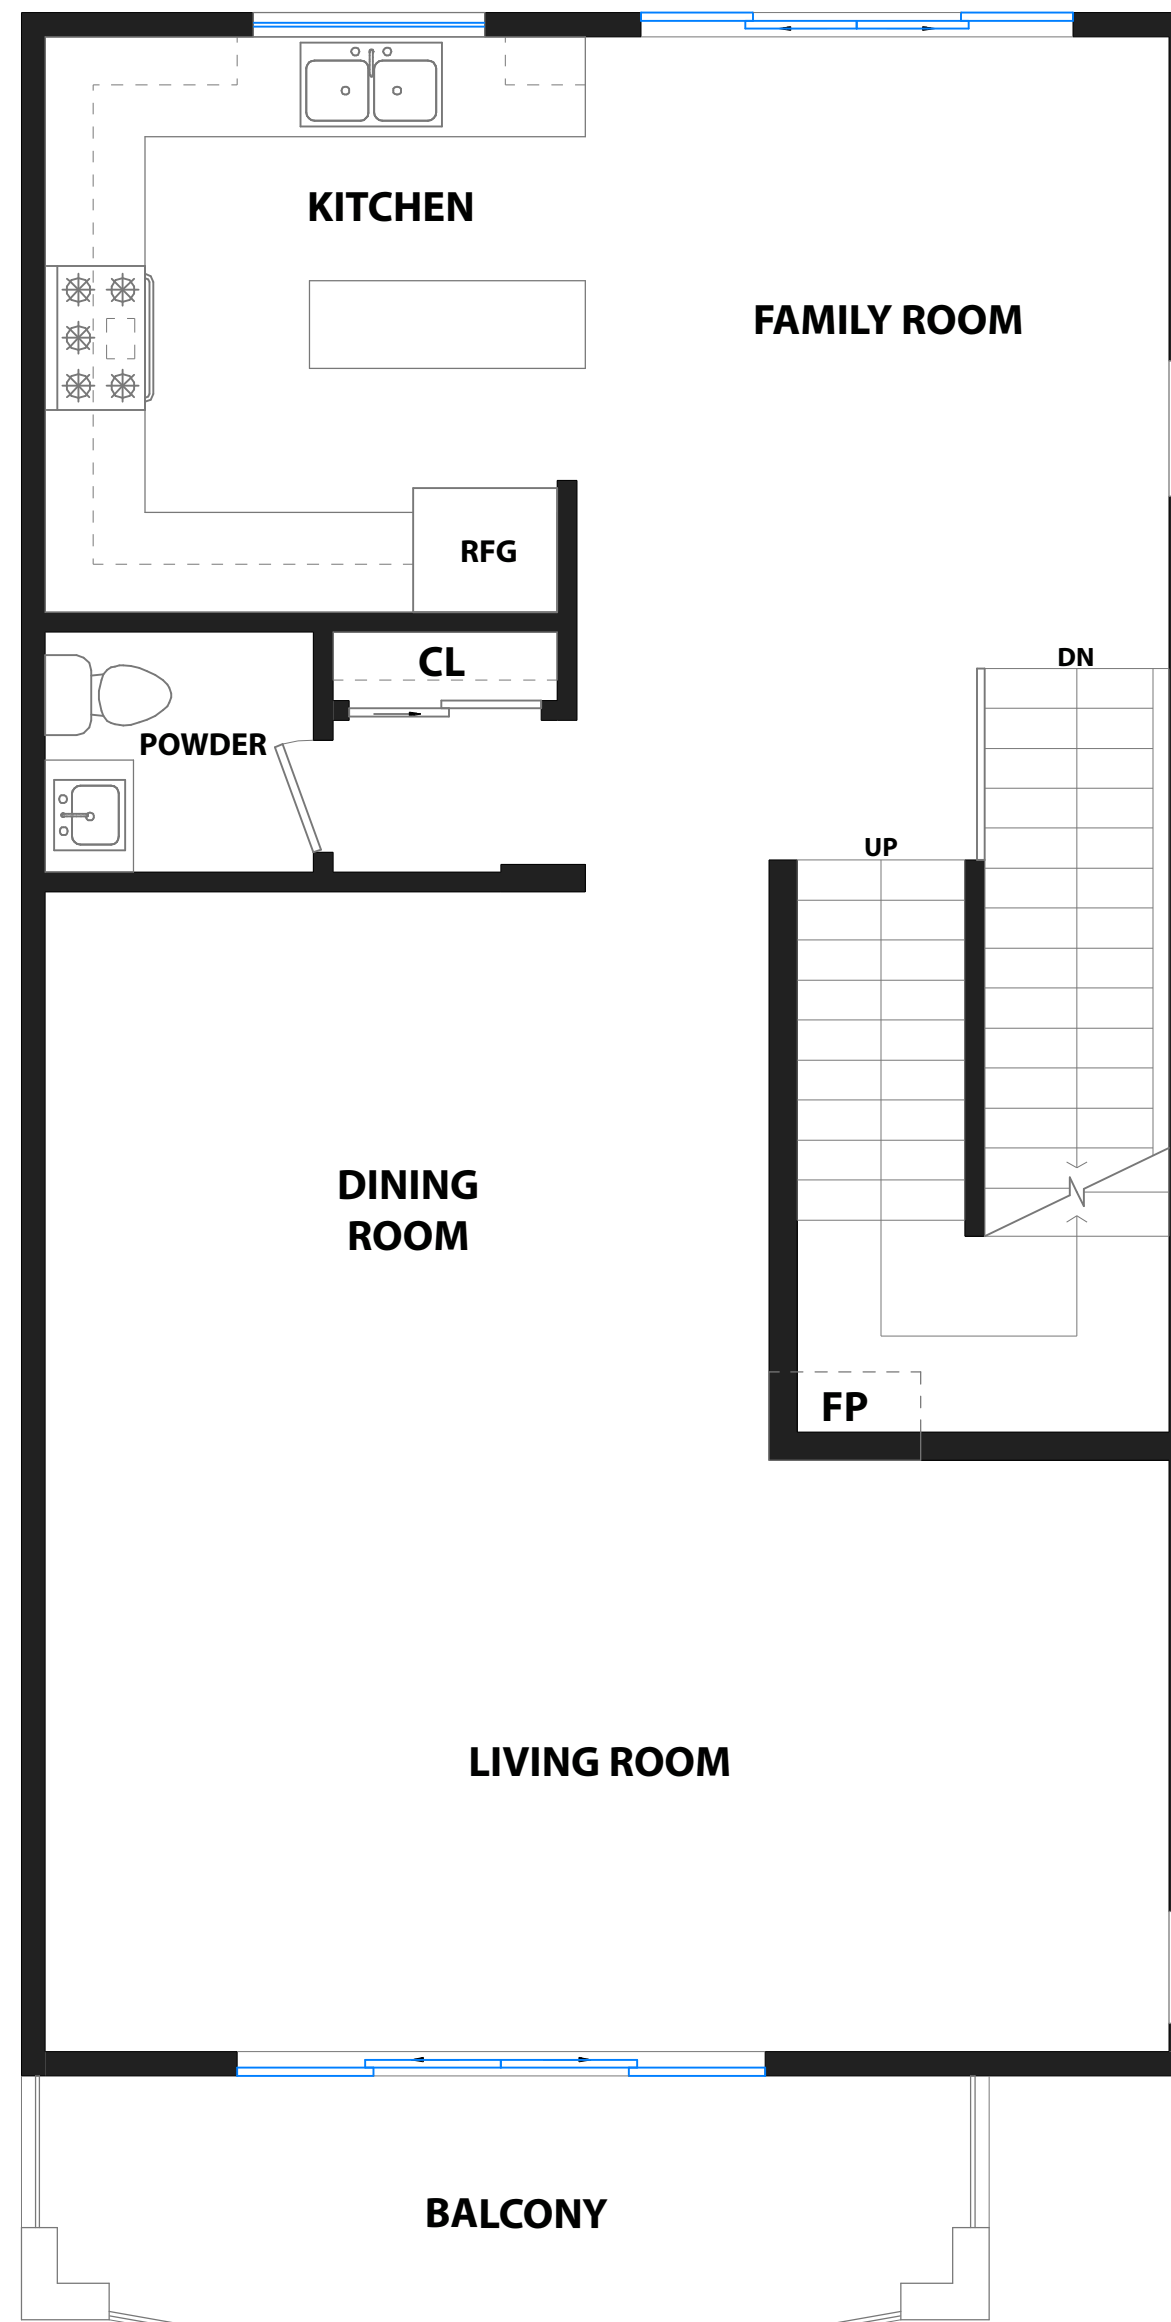 KITCHEN
FAMILY ROOM
RFG
CL
DN
POWDER
UP
DINING
ROOM
FP
LIVING ROOM
BALCONY